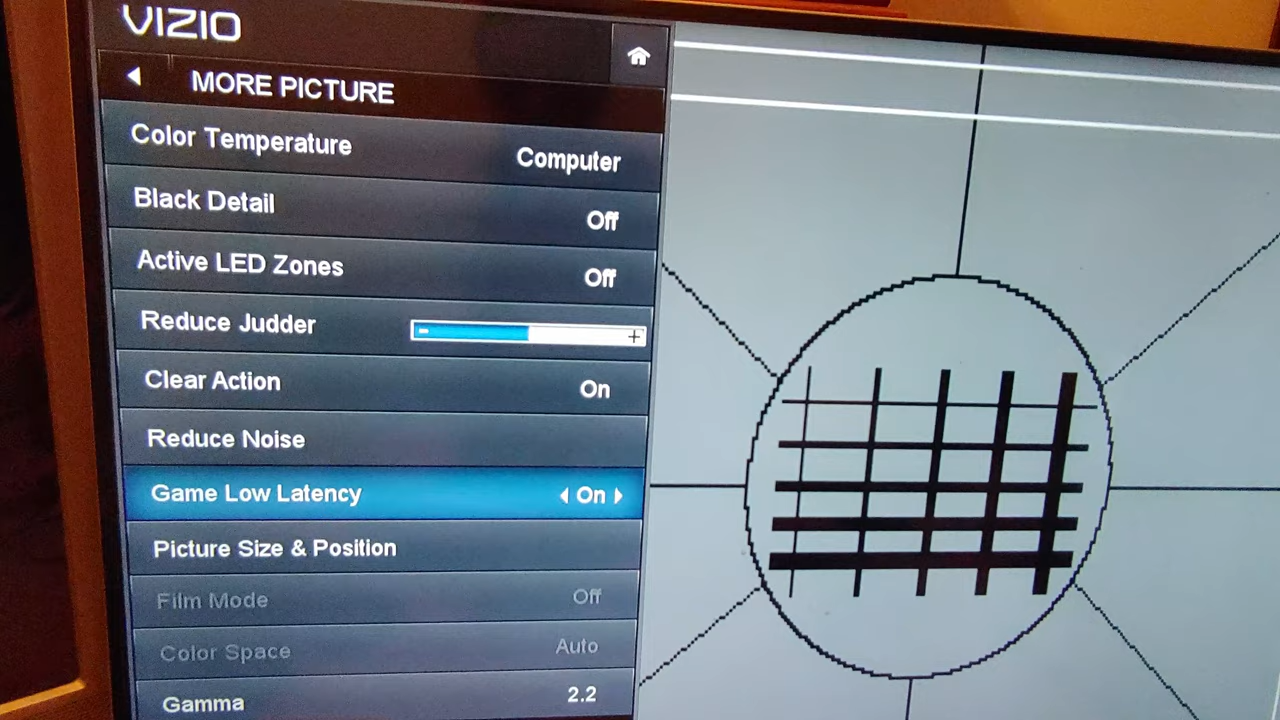 VIZIO
MORE PICTURE
Color Temperature Computer
Black Detail Off
Active LED Zones Off
Reduce Judder
Clear Action On
Reduce Noise
Game Low Latency On
Picture Size & Position
Film Mode Off
Color Space Auto
Gamma 2.2